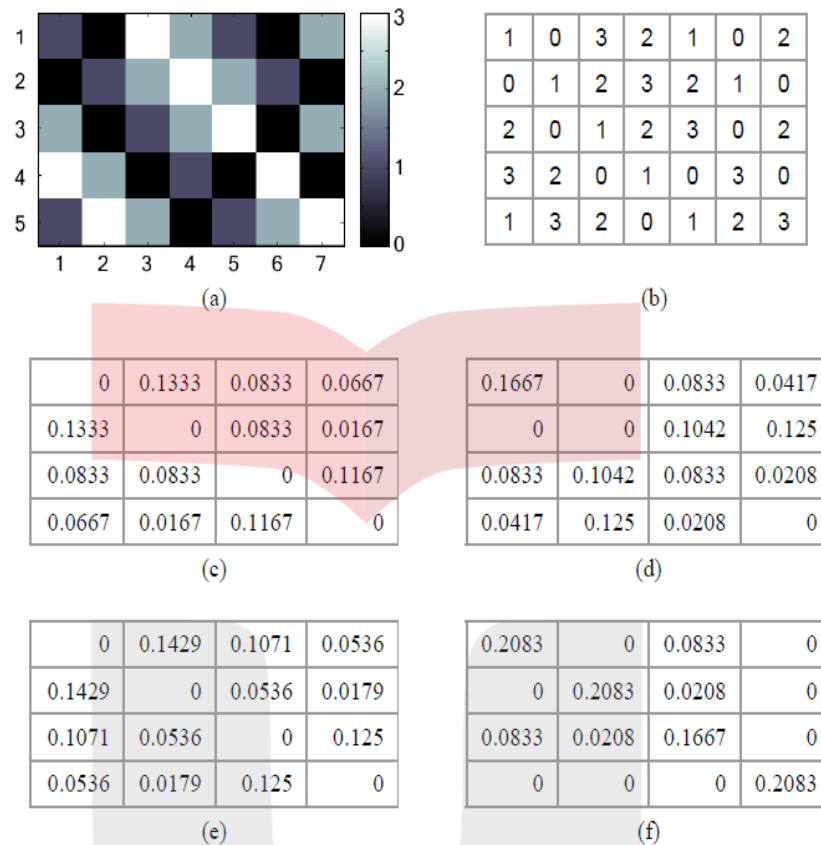 1
2
3
4
5
1 2 3 4 5 6 7
3
2
1
0
(a)
1 0 3 2 1 0 2
0 1 2 3 2 1 0
2 0 1 2 3 0 2
3 2 0 1 0 3 0
1 3 2 0 1 2 3
(b)
0 0.1333 0.0833 0.0667
0.1333 0 0.0833 0.0167
0.0833 0.0833 0 0.1167
0.0667 0.0167 0.1167 0
(c)
0.1667 0 0.0833 0.0417
0 0 0.1042 0.125
0.0833 0.1042 0.0833 0.0208
0.0417 0.125 0.0208 0
(d)
0 0.1429 0.1071 0.0536
0.1429 0 0.0536 0.0179
0.1071 0.0536 0 0.125
0.0536 0.0179 0.125 0
(e)
0.2083 0 0.0833 0
0 0.2083 0.0208 0
0.0833 0.0208 0.1667 0
0 0 0 0.2083
(f)